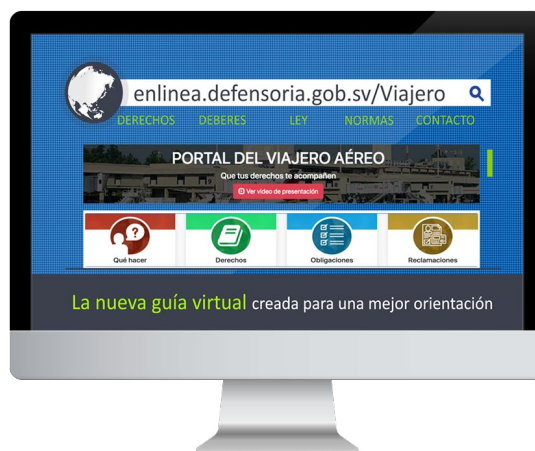 enlinea.defensoria.gob.sv/Viajero
DERECHOS DEBERES LEY NORMAS CONTACTO
PORTAL DEL VIAJERO AÉREO
Que tus derechos te acompañen
Ver video de presentación
Qué hacer Derechos Obligaciones Reclamaciones
La nueva guía virtual creada para una mejor orientación